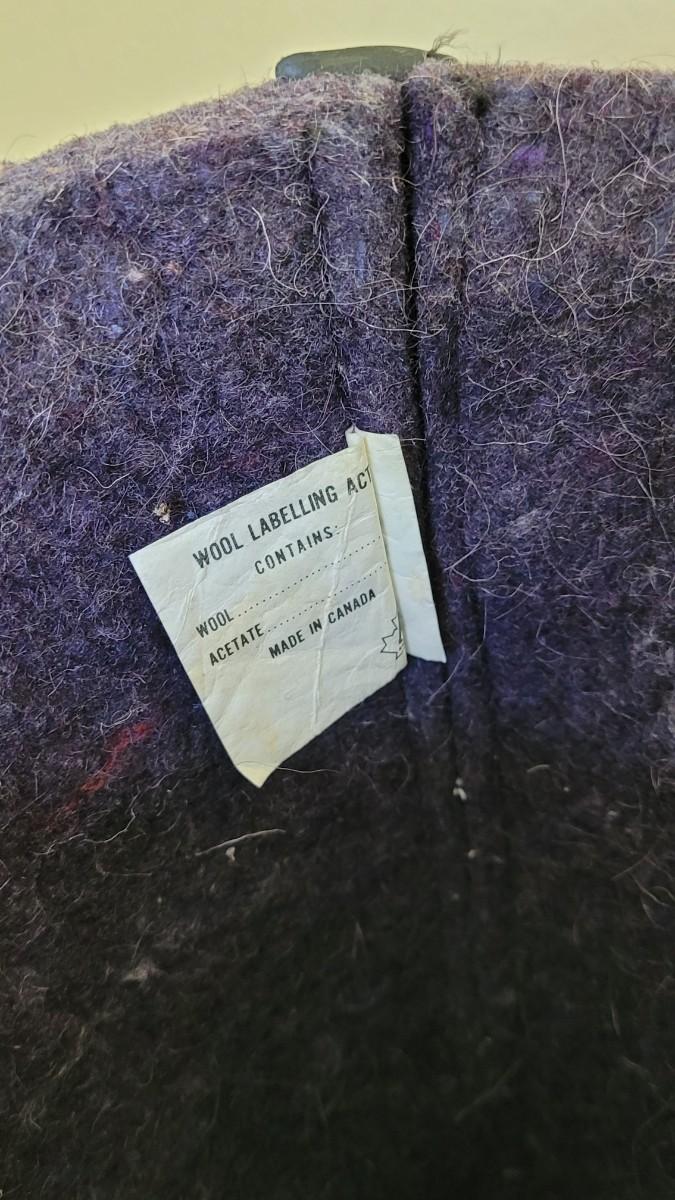 WOOL LABELLING ACT
CONTAINS:
WOOL....................
ACETATE.................
MADE IN CANADA